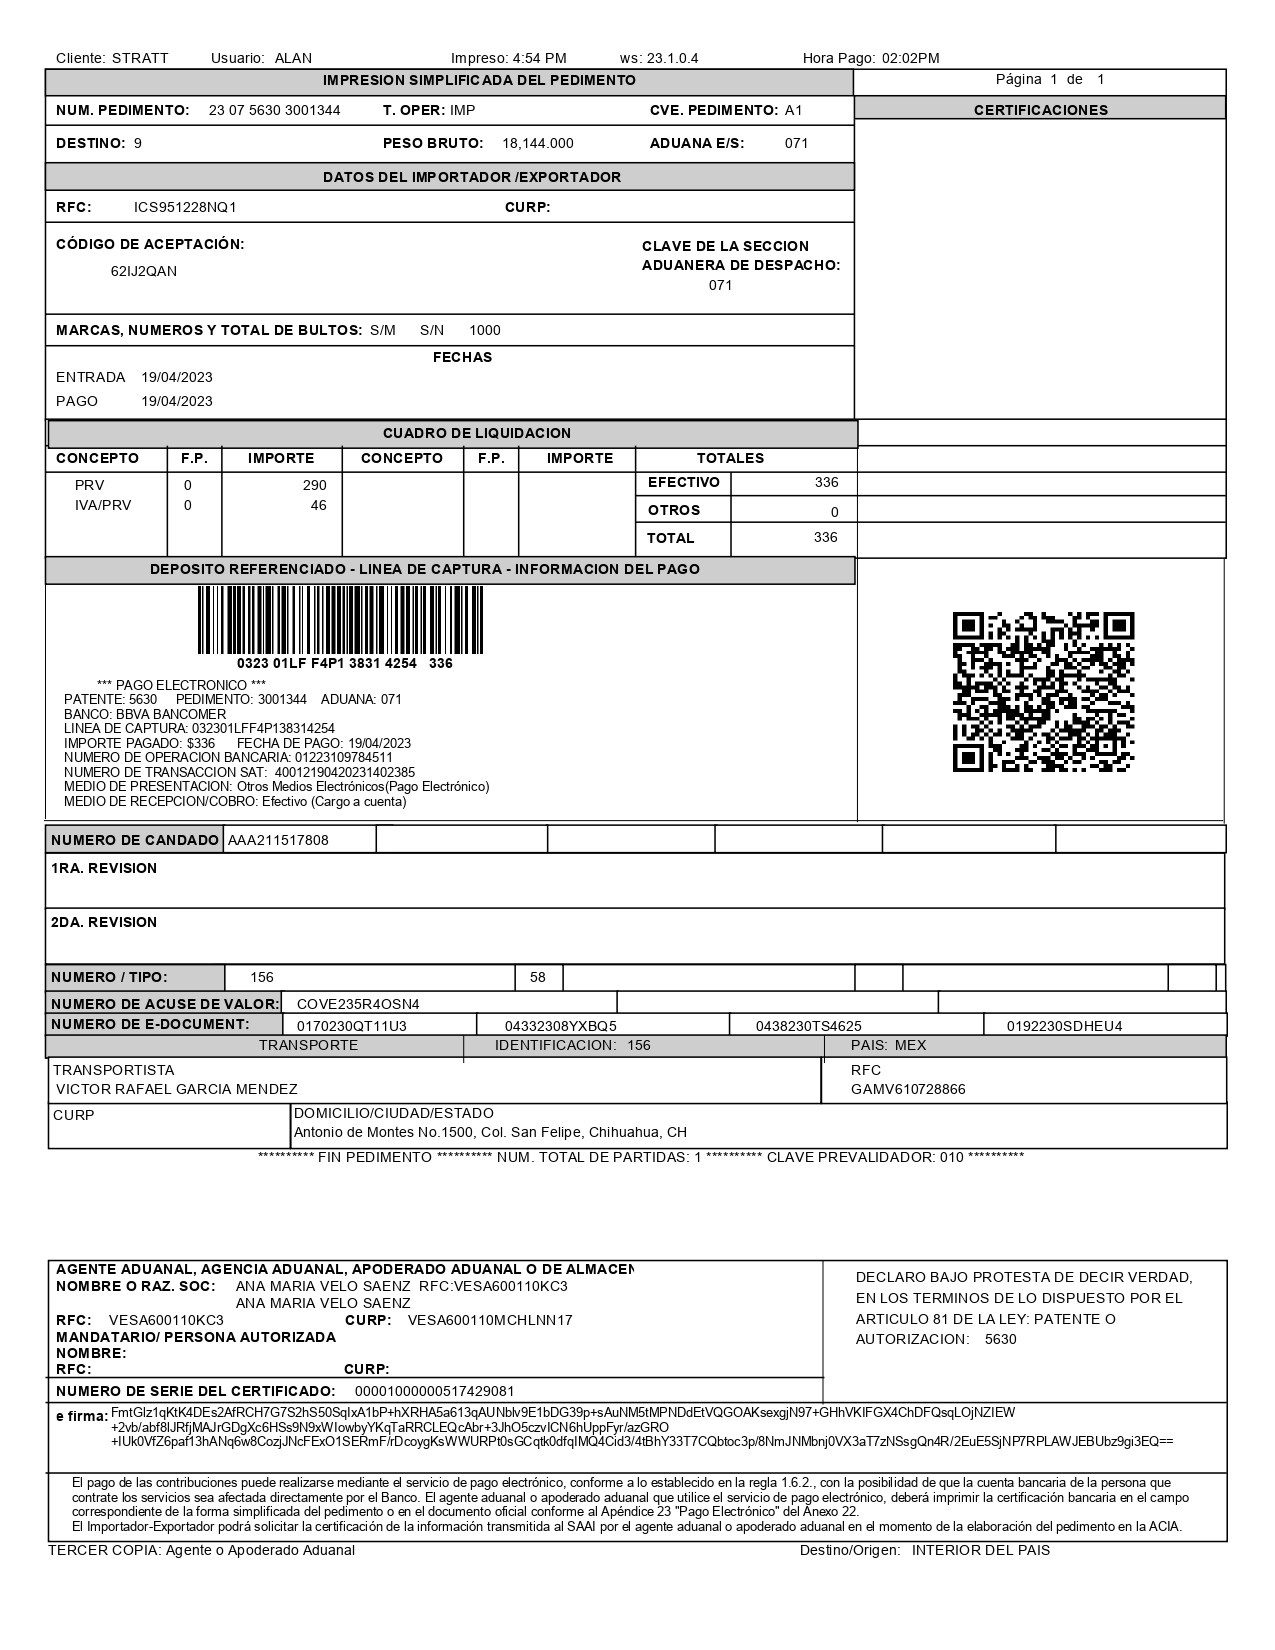 Cliente: STRATT Usuario: ALAN Impreso: 4:54 PM ws: 23.1.0.4 Hora Pago: 02:02PM
IMPRESION SIMPLIFICADA DEL PEDIMENTO Página 1 de 1
NUM. PEDIMENTO: 23 07 5630 3001344 T. OPER: IMP CVE. PEDIMENTO: A1 CERTIFICACIONES
DESTINO: 9 PESO BRUTO: 18,144.000 ADUANA E/S: 071
DATOS DEL IMPORTADOR /EXPORTADOR
RFC: ICS951228NQ1 CURP:
CÓDIGO DE ACEPTACIÓN:
62IJ2QAN
CLAVE DE LA SECCION
ADUANERA DE DESPACHO:
071
MARCAS, NUMEROS Y TOTAL DE BULTOS: S/M S/N 1000
FECHAS
ENTRADA 19/04/2023
PAGO 19/04/2023
CUADRO DE LIQUIDACION
CONCEPTO F.P. IMPORTE CONCEPTO F.P. IMPORTE TOTALES
PRV 0 290 EFECTIVO 336
IVA/PRV 0 46 OTROS 0
TOTAL 336
DEPOSITO REFERENCIADO - LINEA DE CAPTURA - INFORMACION DEL PAGO
0323 01LF F4P1 3831 4254 336
*** PAGO ELECTRONICO ***
PATENTE: 5630 PEDIMENTO: 3001344 ADUANA: 071
BANCO: BBVA BANCOMER
LINEA DE CAPTURA: 032301LFF4P138314254
IMPORTE PAGADO: $336 FECHA DE PAGO: 19/04/2023
NUMERO DE OPERACION BANCARIA: 01223109784511
NUMERO DE TRANSACCION SAT: 40012190420231402385
MEDIO DE PRESENTACION: Otros Medios Electrónicos(Pago Electrónico)
MEDIO DE RECEPCION/COBRO: Efectivo (Cargo a cuenta)
NUMERO DE CANDADO AAA211517808
1RA. REVISION
2DA. REVISION
NUMERO / TIPO: 156 58
NUMERO DE ACUSE DE VALOR: COVE235R4OSN4
NUMERO DE E-DOCUMENT: 0170230QT11U3 04332308YXBQ5 0438230TS4625 0192230SDHEU4
TRANSPORTE IDENTIFICACION: 156 PAIS: MEX
TRANSPORTISTA RFC
VICTOR RAFAEL GARCIA MENDEZ GAMV610728866
CURP DOMICILIO/CIUDAD/ESTADO
Antonio de Montes No.1500, Col. San Felipe, Chihuahua, CH
********** FIN PEDIMENTO ********** NUM. TOTAL DE PARTIDAS: 1 ********** CLAVE PREVALIDADOR: 010 **********
AGENTE ADUANAL, AGENCIA ADUANAL, APODERADO ADUANAL O DE ALMACEN
NOMBRE O RAZ. SOC: ANA MARIA VELO SAENZ RFC:VESA600110KC3
ANA MARIA VELO SAENZ
RFC: VESA600110KC3 CURP: VESA600110MCHLNN17
MANDATARIO/ PERSONA AUTORIZADA
NOMBRE:
RFC: CURP:
DECLARO BAJO PROTESTA DE DECIR VERDAD,
EN LOS TERMINOS DE LO DISPUESTO POR EL
ARTICULO 81 DE LA LEY: PATENTE O
AUTORIZACION: 5630
NUMERO DE SERIE DEL CERTIFICADO: 00001000000517429081
e firma: FmtGlz1qKtK4DEs2AfRCH7G7S2hS50SqIxA1bP+hXRHA5a613qAUNblv9E1bDG39p+sAuNM5tMPNDdEtVQGOAKsexgjN97+GHhVKIFGX4ChDFQsqLOjNZIEW
+2vb/abf8lJRfjMAJrGDgXc6HSs9N9xWIowbyYKqTaRRCLEQcAbr+3JhO5czvICN6hUppFyr/azGRO
+IUk0VfZ6paf13hANq6w8CozjJNcFExO1SERmF/rDcoygKsWWURPt0sGCqtk0dfqIMQ4Cid3/4tBhY33T7CQbtoc3p/8NmJNMbnj0VX3aT7zNSsgQn4R/2EuE5SjNP7RPLAWJEBUbz9gi3EQ==
El pago de las contribuciones puede realizarse mediante el servicio de pago electrónico, conforme a lo establecido en la regla 1.6.2., con la posibilidad de que la cuenta bancaria de la persona que
contrate los servicios sea afectada directamente por el Banco. El agente aduanal o apoderado aduanal que utilice el servicio de pago electrónico, deberá imprimir la certificación bancaria en el campo
correspondiente de la forma simplificada del pedimento o en el documento oficial conforme al Apéndice 23 "Pago Electrónico" del Anexo 22.
El Importador-Exportador podrá solicitar la certificación de la información transmitida al SAAI por el agente aduanal o apoderado aduanal en el momento de la elaboración del pedimento en la ACIA.
TERCER COPIA: Agente o Apoderado Aduanal Destino/Origen: INTERIOR DEL PAIS